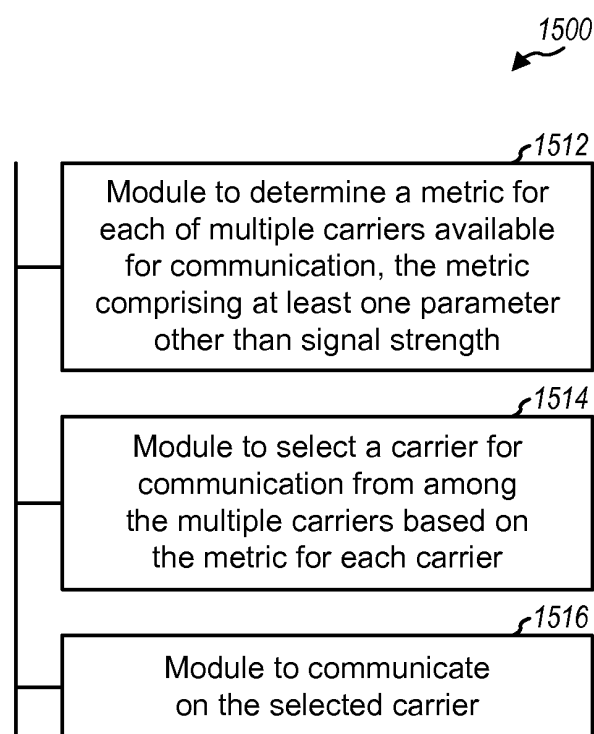 1500
1512
Module to determine a metric for
each of multiple carriers available
for communication, the metric
comprising at least one parameter
other than signal strength
1514
Module to select a carrier for
communication from among
the multiple carriers based on
the metric for each carrier
1516
Module to communicate
on the selected carrier